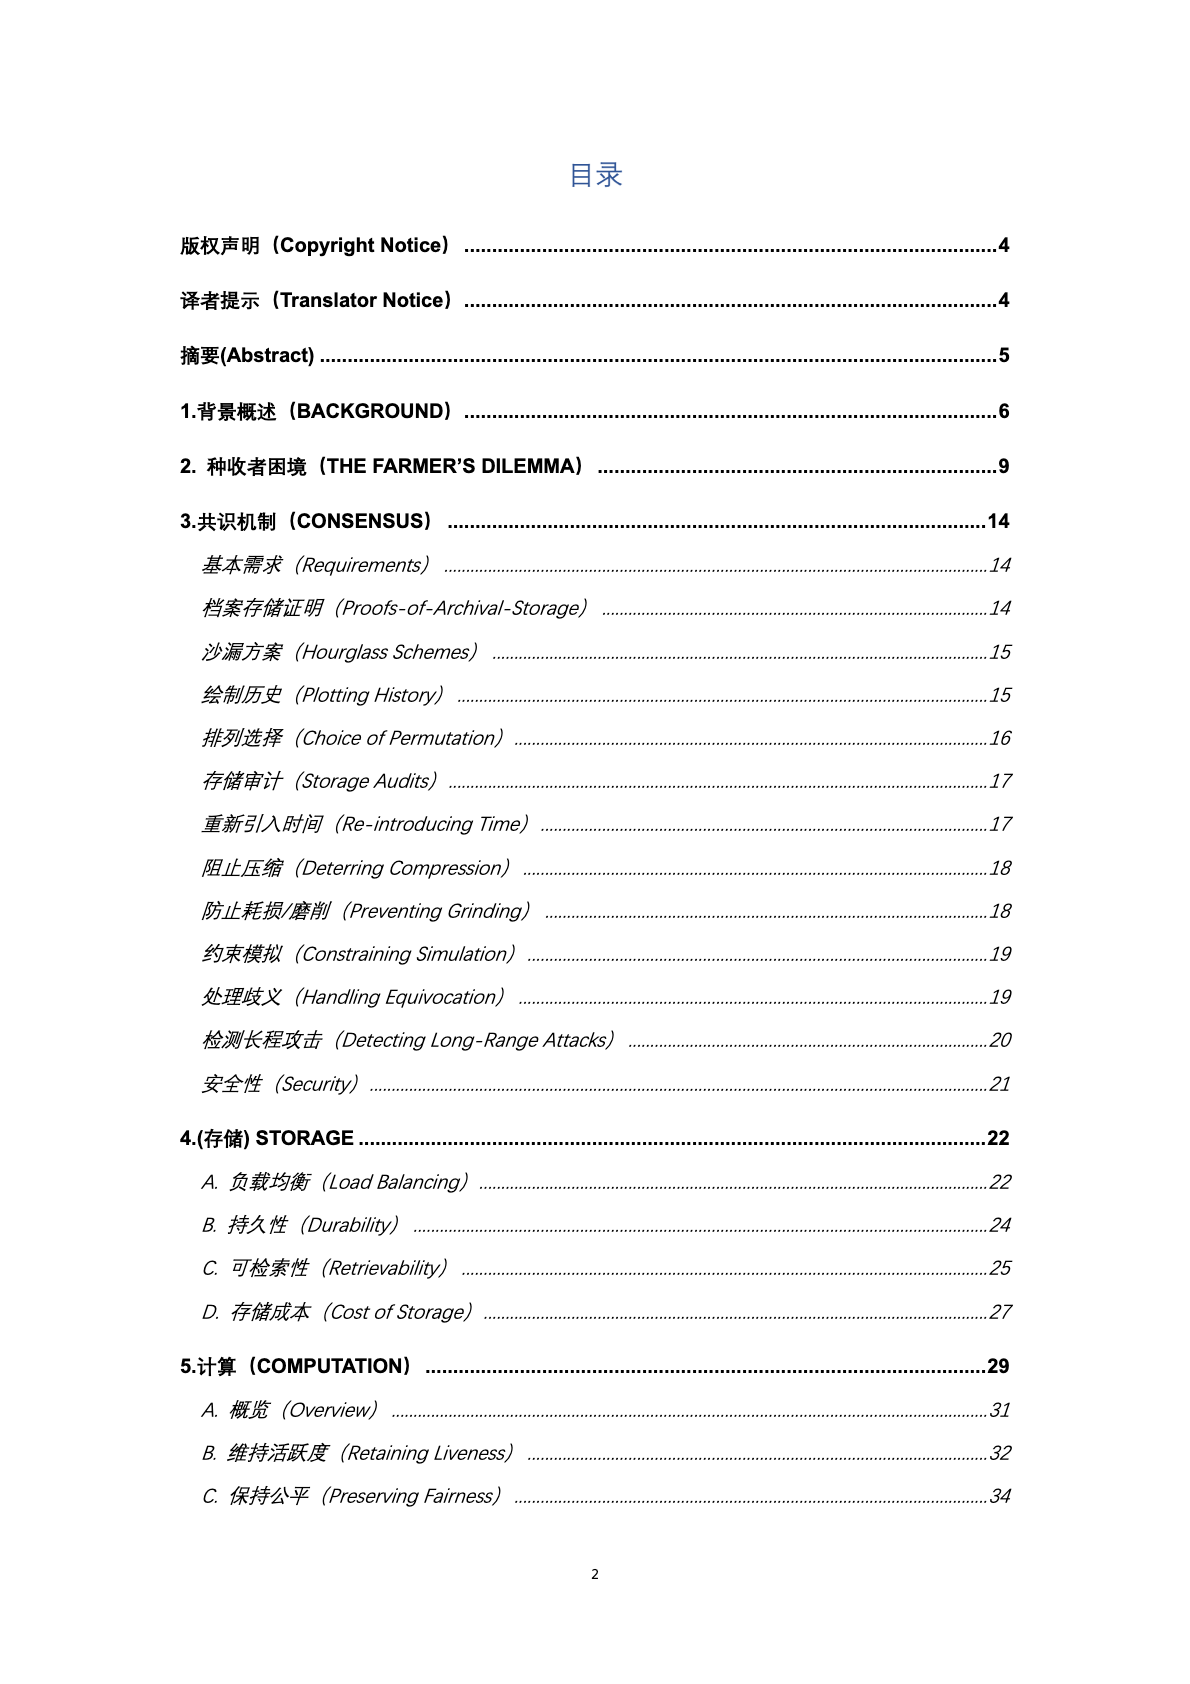 目录
版权声明（Copyright Notice） ........................................ 4
译者提示（Translator Notice） ........................................ 4
摘要(Abstract) ........................................ 5
1.背景概述（BACKGROUND） ........................................ 6
2. 种收者困境（THE FARMER’S DILEMMA） ........................................ 9
3.共识机制（CONSENSUS） ........................................ 14
基本需求（Requirements） ........................................ 14
档案存储证明（Proofs-of-Archival-Storage） ........................................ 14
沙漏方案（Hourglass Schemes） ........................................ 15
绘制历史（Plotting History） ........................................ 15
排列选择（Choice of Permutation） ........................................ 16
存储审计（Storage Audits） ........................................ 17
重新引入时间（Re-introducing Time） ........................................ 17
阻止压缩（Deterring Compression） ........................................ 18
防止耗损/磨削（Preventing Grinding） ........................................ 18
约束模拟（Constraining Simulation） ........................................ 19
处理歧义（Handling Equivocation） ........................................ 19
检测长程攻击（Detecting Long-Range Attacks） ........................................ 20
安全性（Security） ........................................ 21
4.(存储) STORAGE ........................................ 22
A. 负载均衡（Load Balancing） ........................................ 22
B. 持久性（Durability） ........................................ 24
C. 可检索性（Retrievability） ........................................ 25
D. 存储成本（Cost of Storage） ........................................ 27
5.计算（COMPUTATION） ........................................ 29
A. 概览（Overview） ........................................ 31
B. 维持活跃度（Retaining Liveness） ........................................ 32
C. 保持公平（Preserving Fairness） ........................................ 34
2